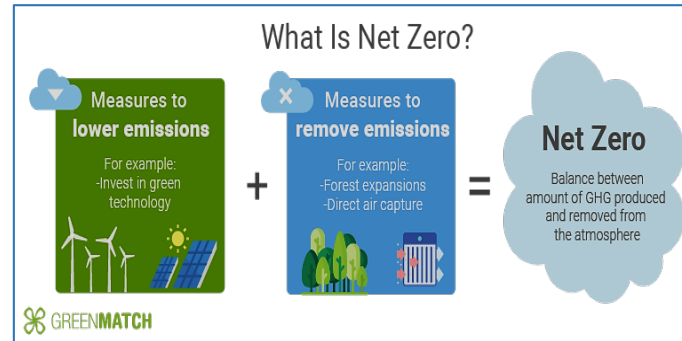 What Is Net Zero?
Measures to
lower emissions
For example:
-Invest in green
technology
+
Measures to
remove emissions
For example:
-Forest expansions
-Direct air capture
=
Net Zero
Balance between
amount of GHG produced
and removed from
the atmosphere
GREENMATCH